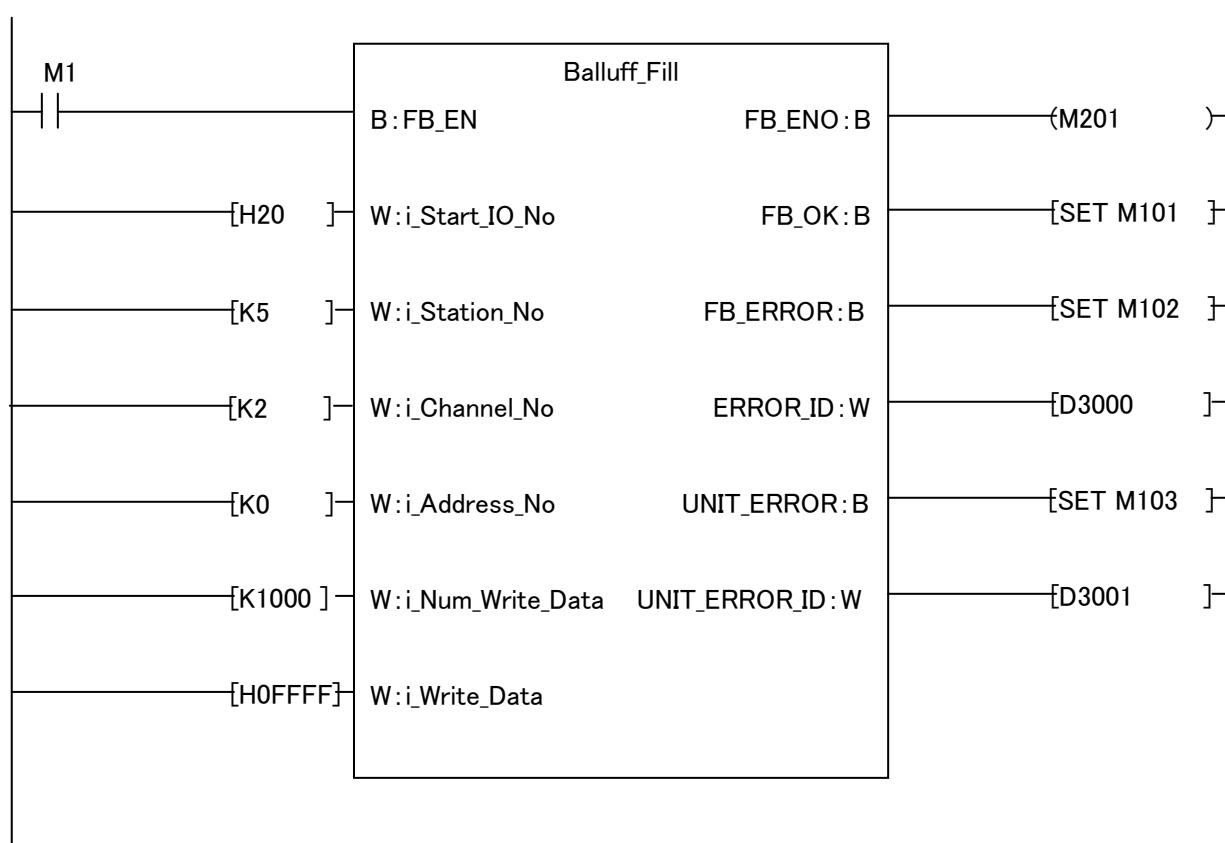 Balluff_Fill
M1
B:FB_EN FB_ENO:B (M201 )
[H20 ] W:i_Start_IO_No FB_OK:B [SET M101 ]
[K5 ] W:i_Station_No FB_ERROR:B [SET M102 ]
[K2 ] W:i_Channel_No ERROR_ID:W [D3000 ]
[K0 ] W:i_Address_No UNIT_ERROR:B [SET M103 ]
[K1000 ] W:i_Num_Write_Data UNIT_ERROR_ID:W [D3001 ]
[H0FFFF] W:i_Write_Data